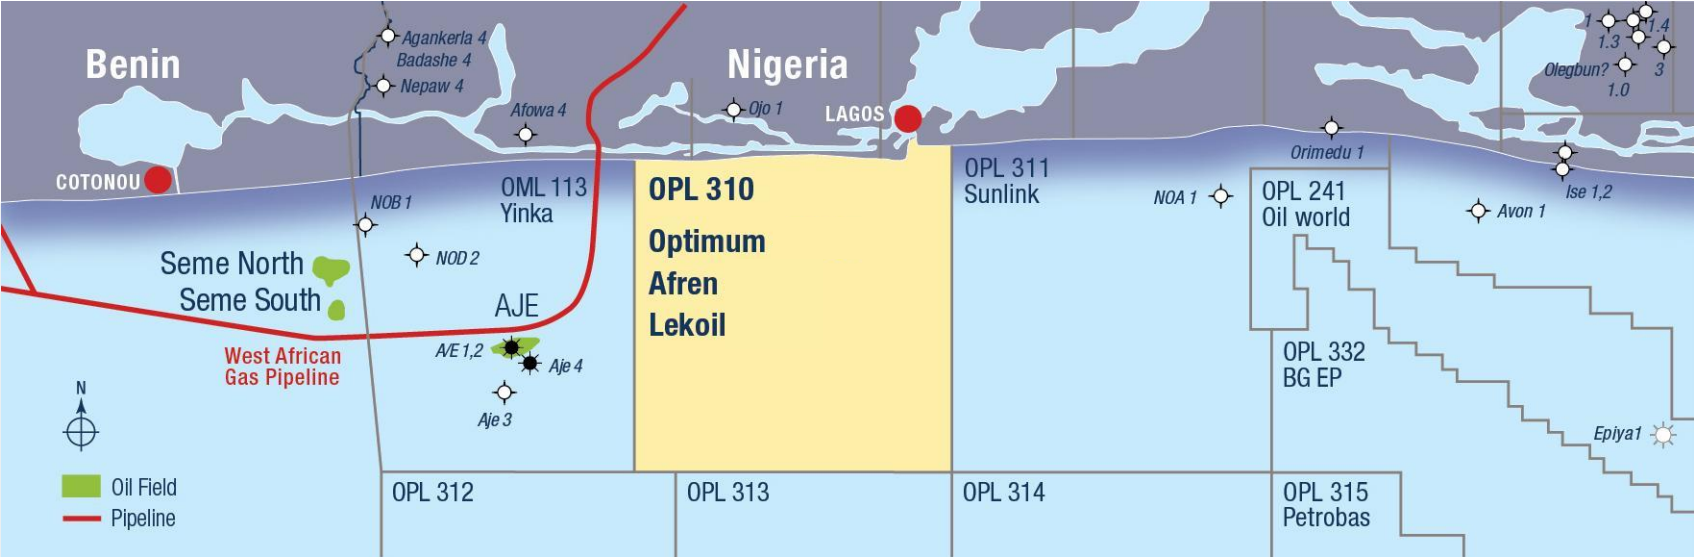 Benin
Nigeria
Agankerla 4
Badashe 4
Nepaw 4
Afowa 4
Ojo 1
LAGOS
1
1.4
1.3
3
Olegbun?
1.0
COTONOU
NOB 1
NOD 2
OML 113
Yinka
OPL 310
Optimum
Afren
Lekoil
OPL 311
Sunlink
NOA 1
Orimedu 1
OPL 241
Oil world
Ise 1,2
Avon 1
Seme North
Seme South
AJE
A/E 1,2
Aje 4
Aje 3
West African
Gas Pipeline
OPL 332
BG EP
Epiya1
N
Oil Field
Pipeline
OPL 312
OPL 313
OPL 314
OPL 315
Petrobas